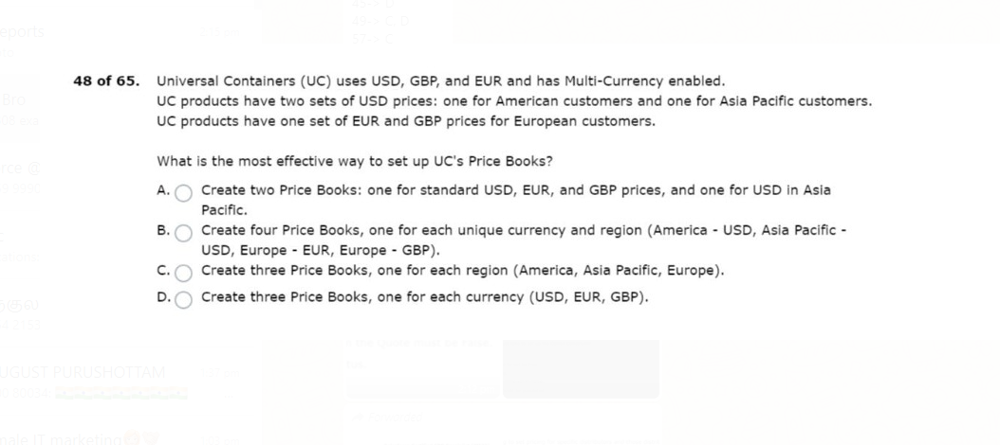 eports
48 of 65. Universal Containers (UC) uses USD, GBP, and EUR and has Multi-Currency enabled.
UC products have two sets of USD prices: one for American customers and one for Asia Pacific customers.
UC products have one set of EUR and GBP prices for European customers.
What is the most effective way to set up UC's Price Books?
A. Create two Price Books: one for standard USD, EUR, and GBP prices, and one for USD in Asia
Pacific.
B. Create four Price Books, one for each unique currency and region (America - USD, Asia Pacific -
USD, Europe - EUR, Europe - GBP).
C. Create three Price Books, one for each region (America, Asia Pacific, Europe).
D. Create three Price Books, one for each currency (USD, EUR, GBP).
UGUST PURUSHOTTAM
nale IT marketing